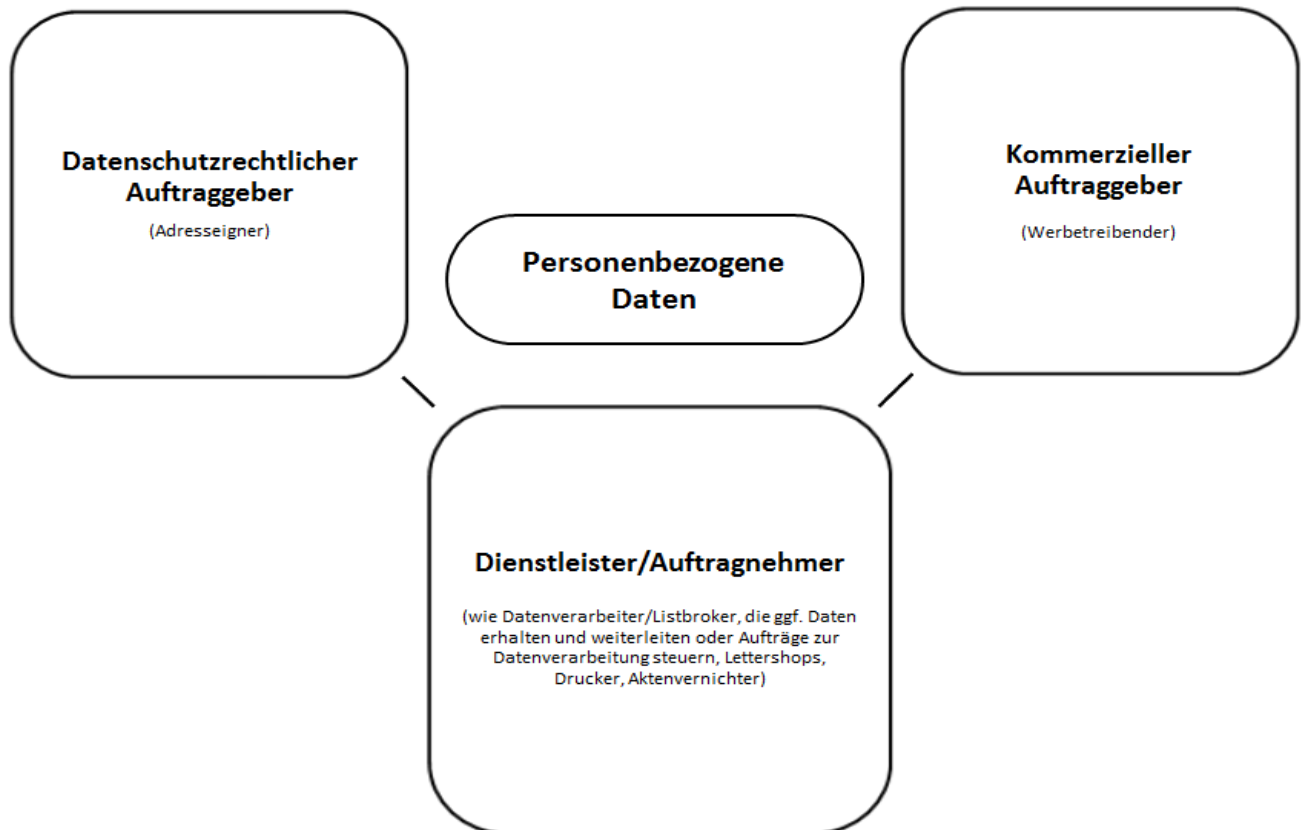 Datenschutzrechtlicher
Auftraggeber
(Adresseigner)
Kommerzieller
Auftraggeber
(Werbetreibender)
Personenbezogene
Daten
Dienstleister/Auftragnehmer
(wie Datenverarbeiter/Listbroker, die ggf. Daten
erhalten und weiterleiten oder Aufträge zur
Datenverarbeitung steuern, Lettershops,
Drucker, Aktenvernichter)